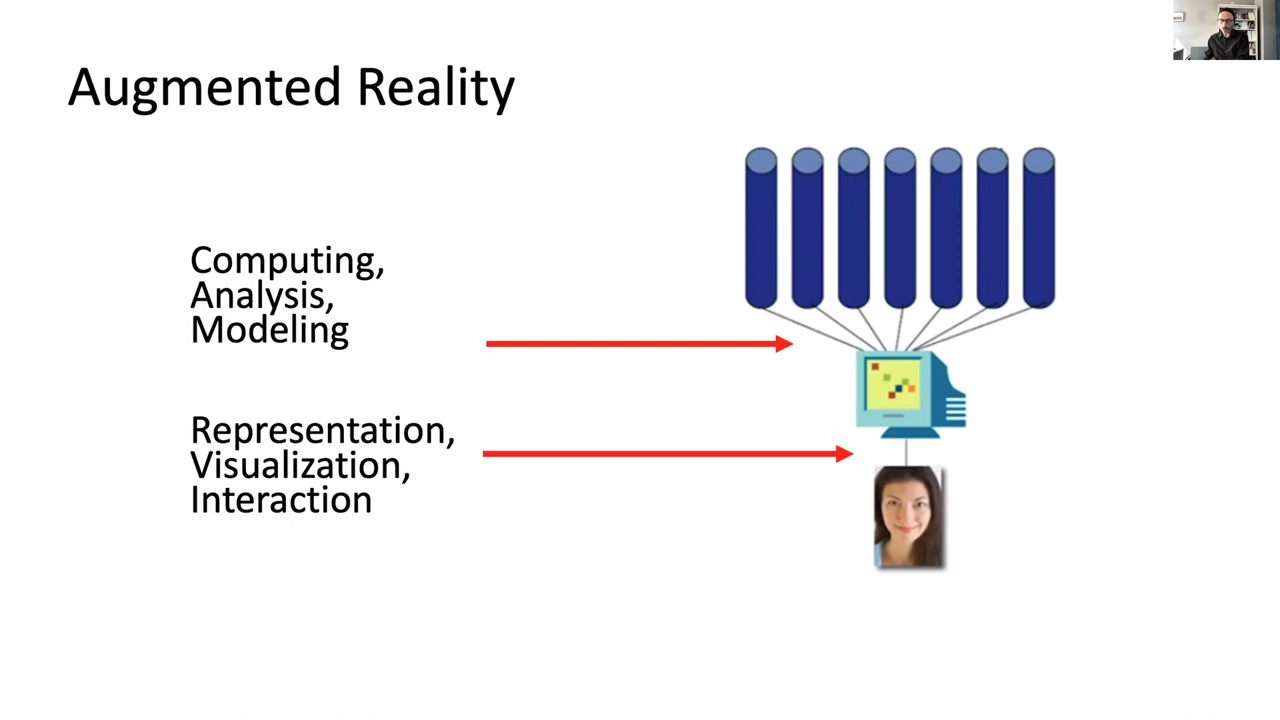 Augmented Reality
Computing,
Analysis,
Modeling
Representation,
Visualization,
Interaction